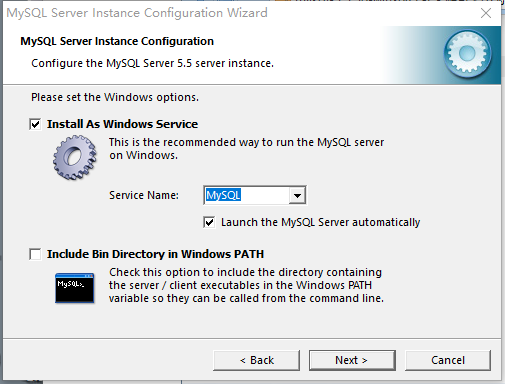 MySQL Server Instance Configuration Wizard
MySQL Server Instance Configuration
Configure the MySQL Server 5.5 server instance.
Please set the Windows options.
Install As Windows Service
This is the recommended way to run the MySQL server
on Windows.
Service Name:
MySQL
Launch the MySQL Server automatically
Include Bin Directory in Windows PATH
MySQL>_
Check this option to include the directory containing
the server / client executables in the Windows PATH
variable so they can be called from the command line.
< Back
Next >
Cancel